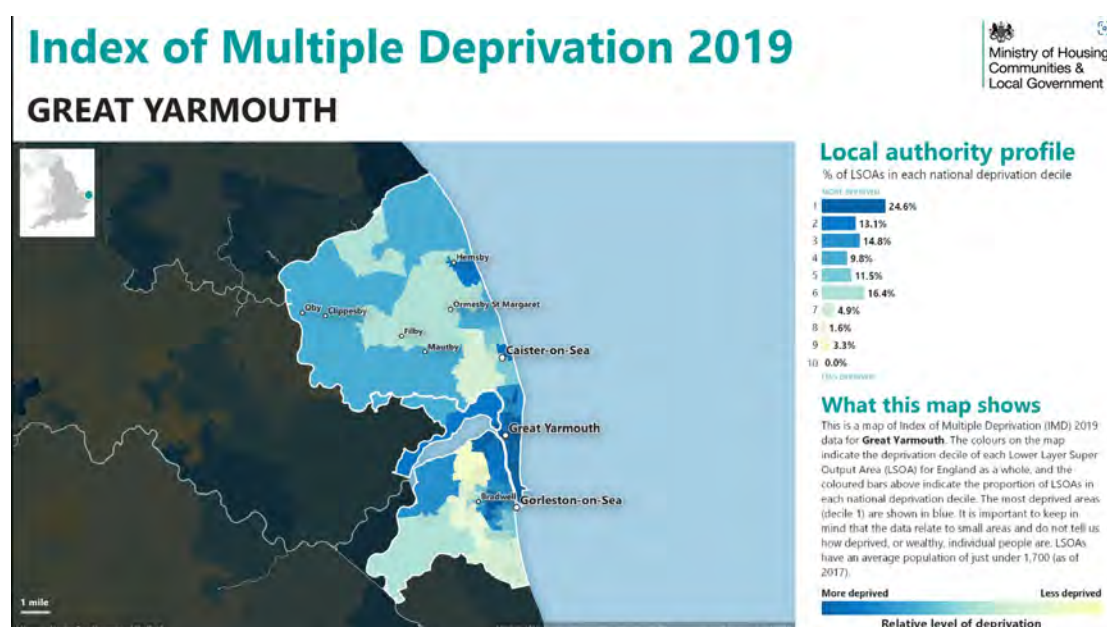 Index of Multiple Deprivation 2019
GREAT YARMOUTH
Ministry of Housing
Communities &
Local Government
Hemsby
Oby
Clippesby
Ormesby St Margaret
Filby
Mautby
Caister-on-Sea
Great Yarmouth
Bradwell
Gorleston-on-Sea
1 mile
Local authority profile
% of LSOAs in each national deprivation decile
MORE DEPRIVED
1 24.6%
2 13.1%
3 14.8%
4 9.8%
5 11.5%
6 16.4%
7 4.9%
8 1.6%
9 3.3%
10 0.0%
LESS DEPRIVED
What this map shows
This is a map of Index of Multiple Deprivation (IMD) 2019
data for Great Yarmouth. The colours on the map
indicate the deprivation decile of each Lower Layer Super
Output Area (LSOA) for England as a whole, and the
coloured bars above indicate the proportion of LSOAs in
each national deprivation decile. The most deprived areas
(decile 1) are shown in blue. It is important to keep in
mind that the data relate to small areas and do not tell us
how deprived, or wealthy, individual people are. LSOAs
have an average population of just under 1,700 (as of
2017).
More deprived Less deprived
Relative level of deprivation